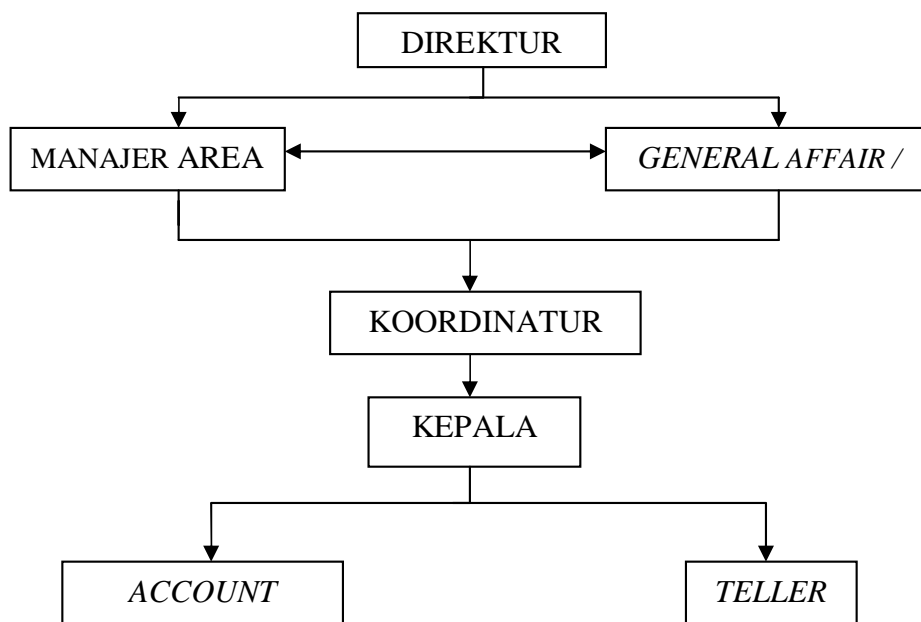 DIREKTUR
MANAJER AREA
GENERAL AFFAIR /
KOORDINATUR
KEPALA
ACCOUNT
TELLER